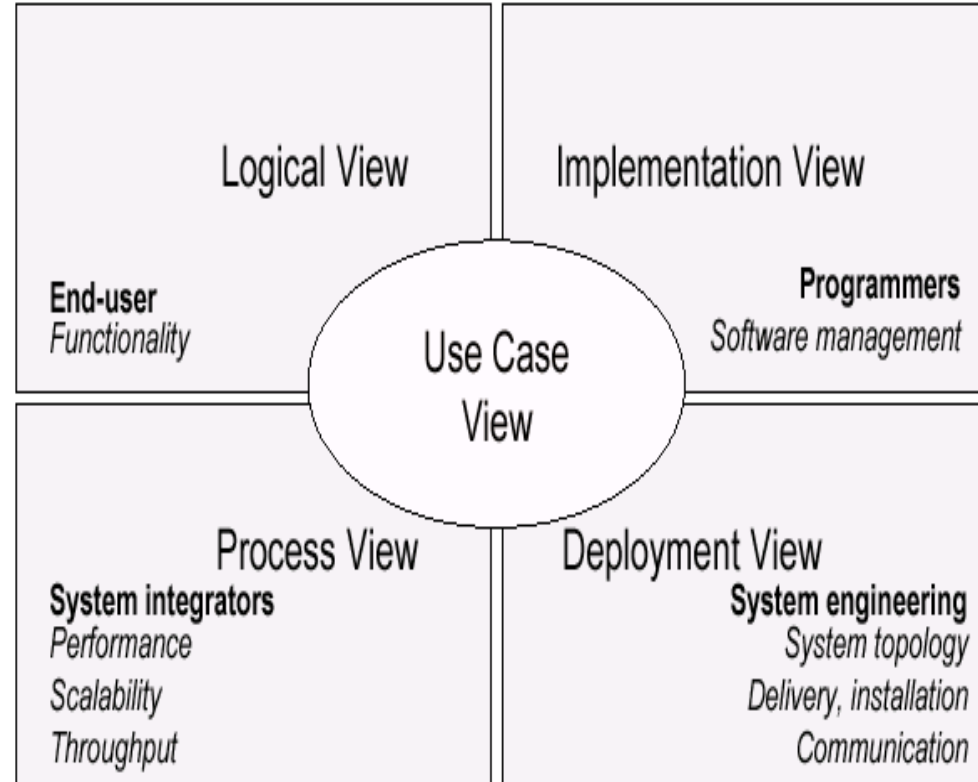 Logical View
End-user
Functionality
Implementation View
Programmers
Software management
Use Case
View
Process View
System integrators
Performance
Scalability
Throughput
Deployment View
System engineering
System topology
Delivery, installation
Communication